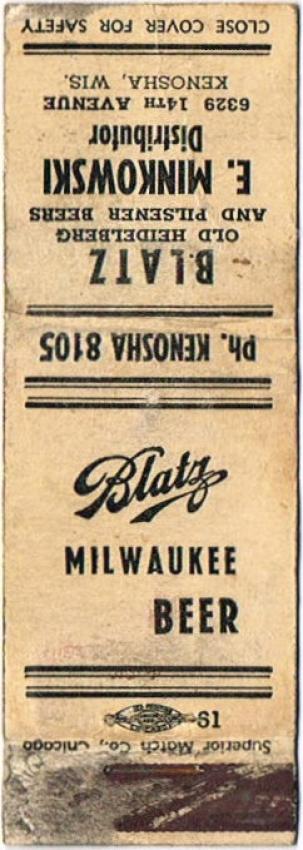 Ph. KENOSHA 8105
BLATZ
OLD HEIDELBERG
AND PILSENER BEERS
E. MINKOWSKI
Distributor
6329 14TH AVENUE
KENOSHA, WIS.
CLOSE COVER FOR SAFETY
Blatz
MILWAUKEE
BEER
Superior Match Co., Chicago